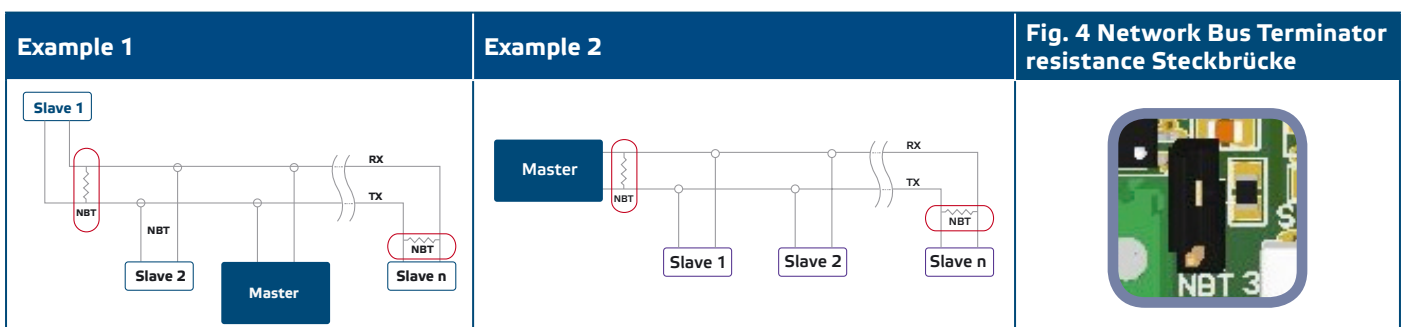 Example 1
Example 2
Fig. 4 Network Bus Terminator
resistance Steckbrücke
Slave 1
RX
TX
NBT
NBT
NBT
Slave 2
Master
Slave n
Master
RX
TX
NBT
NBT
Slave 1
Slave 2
Slave n
NBT 3